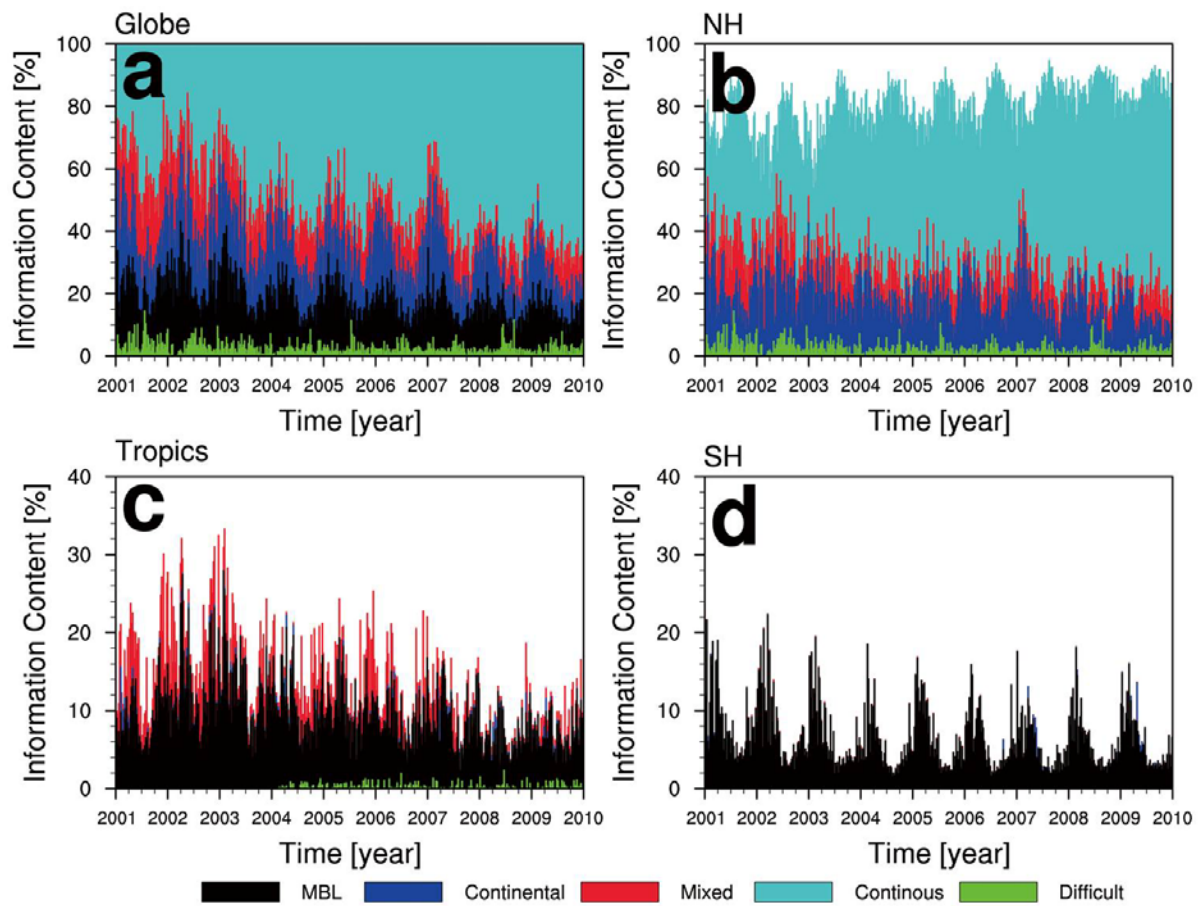 Globe
a
Information Content [%]
100
80
60
40
20
0
2001 2002 2003 2004 2005 2006 2007 2008 2009 2010
Time [year]
NH
b
Information Content [%]
100
80
60
40
20
0
2001 2002 2003 2004 2005 2006 2007 2008 2009 2010
Time [year]
Tropics
c
Information Content [%]
40
30
20
10
0
2001 2002 2003 2004 2005 2006 2007 2008 2009 2010
Time [year]
SH
d
Information Content [%]
40
30
20
10
0
2001 2002 2003 2004 2005 2006 2007 2008 2009 2010
Time [year]
MBL Continental Mixed Continous Difficult